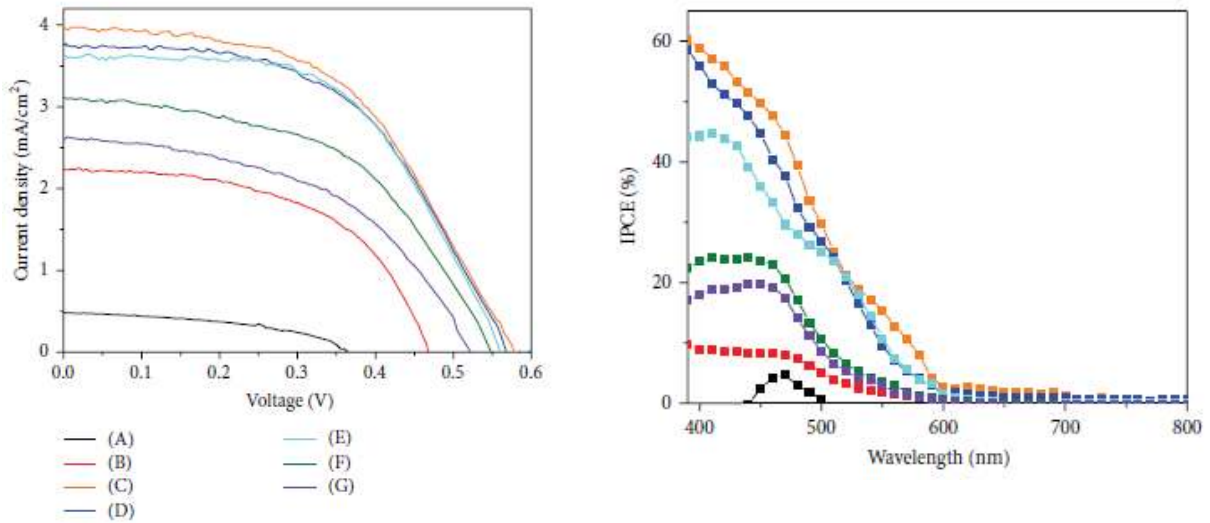 4
3
2
1
0
Current density (mA/cm²)
0.0 0.1 0.2 0.3 0.4 0.5 0.6
Voltage (V)
(A)
(B)
(C)
(D)
(E)
(F)
(G)
60
40
20
0
IPCE (%)
400 500 600 700 800
Wavelength (nm)